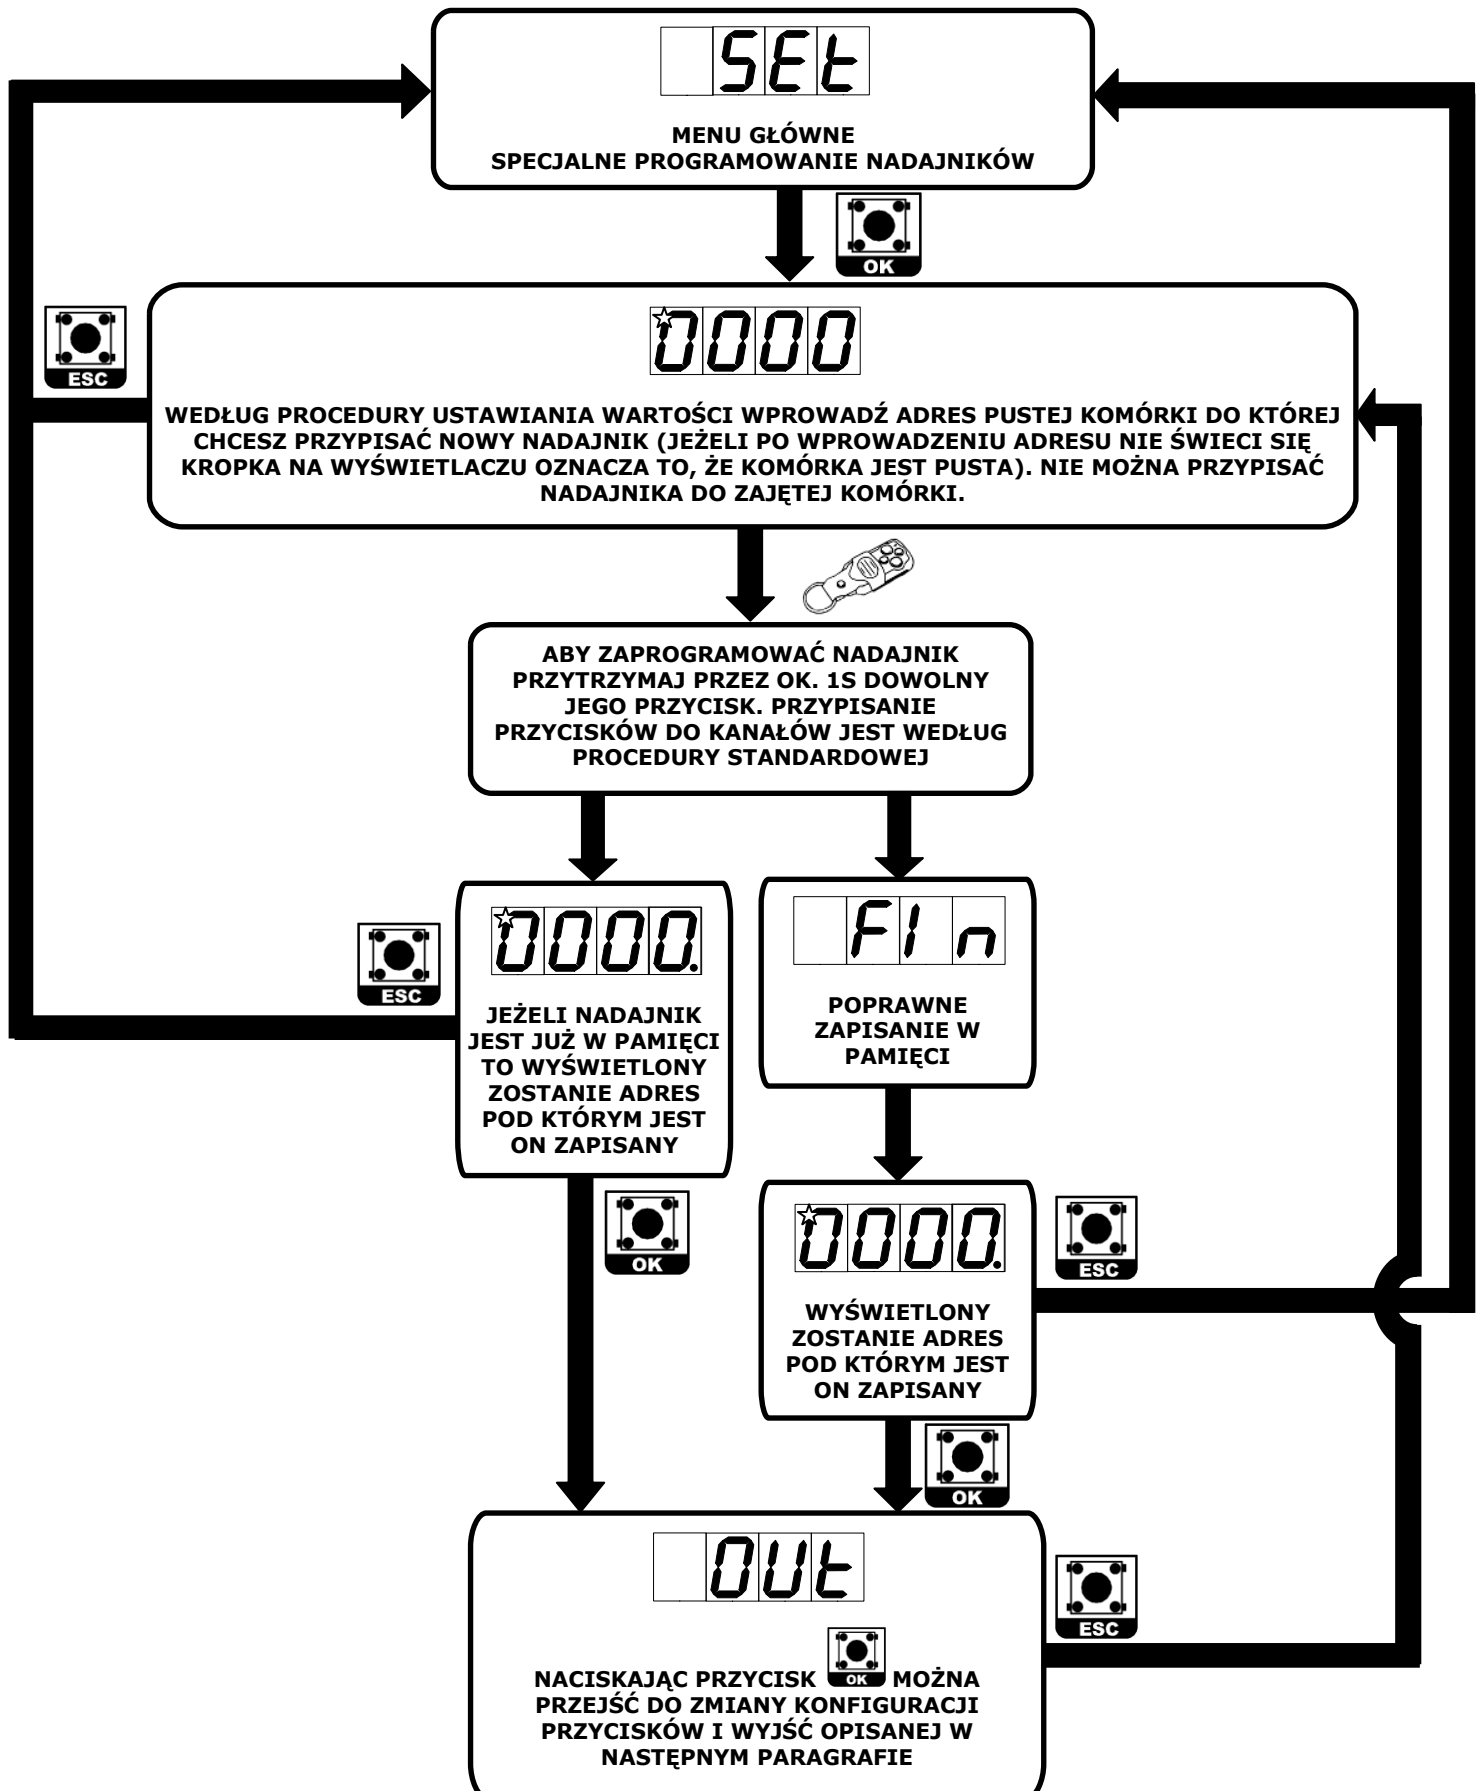 SEt
MENU GŁÓWNE
SPECJALNE PROGRAMOWANIE NADAJNIKÓW
OK
ESC
0000
WEDŁUG PROCEDURY USTAWIANIA WARTOŚCI WPROWADŹ ADRES PUSTEJ KOMÓRKI DO KTÓREJ
CHCESZ PRZYPISAĆ NOWY NADAJNIK (JEŻELI PO WPROWADZENIU ADRESU NIE ŚWIECI SIĘ
KROPKA NA WYŚWIETLACZU OZNACZA TO, ŻE KOMÓRKA JEST PUSTA). NIE MOŻNA PRZYPISAĆ
NADAJNIKA DO ZAJĘTEJ KOMÓRKI.
ABY ZAPROGRAMOWAĆ NADAJNIK
PRZYTRZYMAJ PRZEZ OK. 1S DOWOLNY
JEGO PRZYCISK. PRZYPISANIE
PRZYCISKÓW DO KANAŁÓW JEST WEDŁUG
PROCEDURY STANDARDOWEJ
ESC
0000.
JEŻELI NADAJNIK
JEST JUŻ W PAMIĘCI
TO WYŚWIETLONY
ZOSTANIE ADRES
POD KTÓRYM JEST
ON ZAPISANY
FIn
POPRAWNE
ZAPISANIE W
PAMIĘCI
OK
0000.
WYŚWIETLONY
ZOSTANIE ADRES
POD KTÓRYM JEST
ON ZAPISANY
ESC
OK
OUt
NACISKAJĄC PRZYCISK OK MOŻNA
PRZEJŚĆ DO ZMIANY KONFIGURACJI
PRZYCISKÓW I WYJŚĆ OPISANEJ W
NASTĘPNYM PARAGRAFIE
ESC